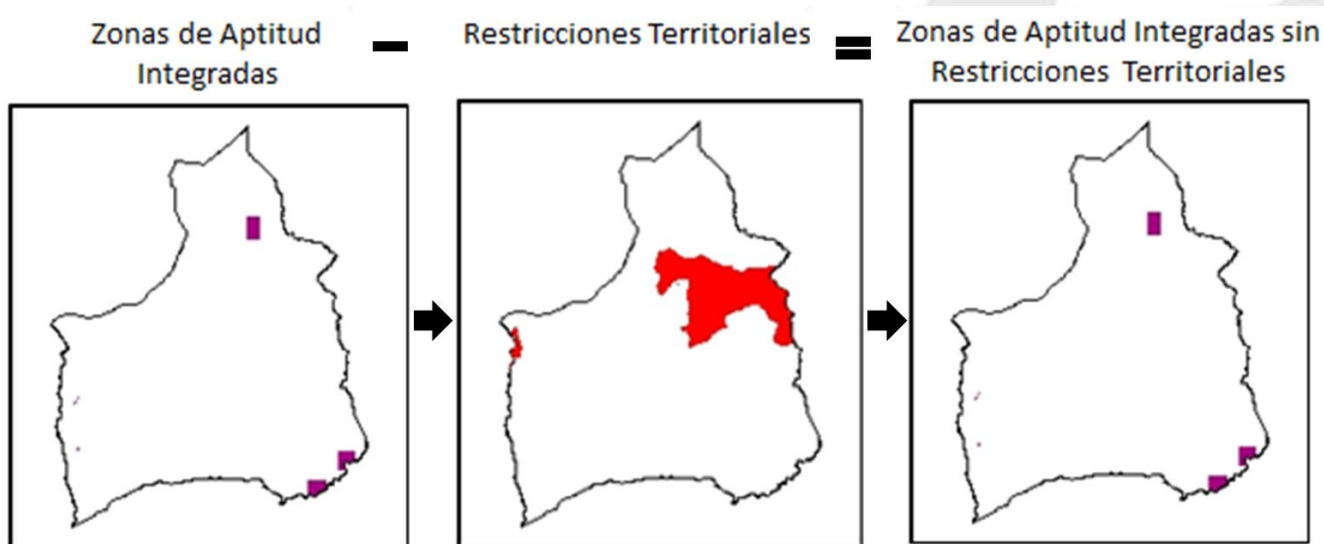 Zonas de Aptitud
Integradas
Restricciones Territoriales
Zonas de Aptitud Integradas sin
Restricciones Territoriales